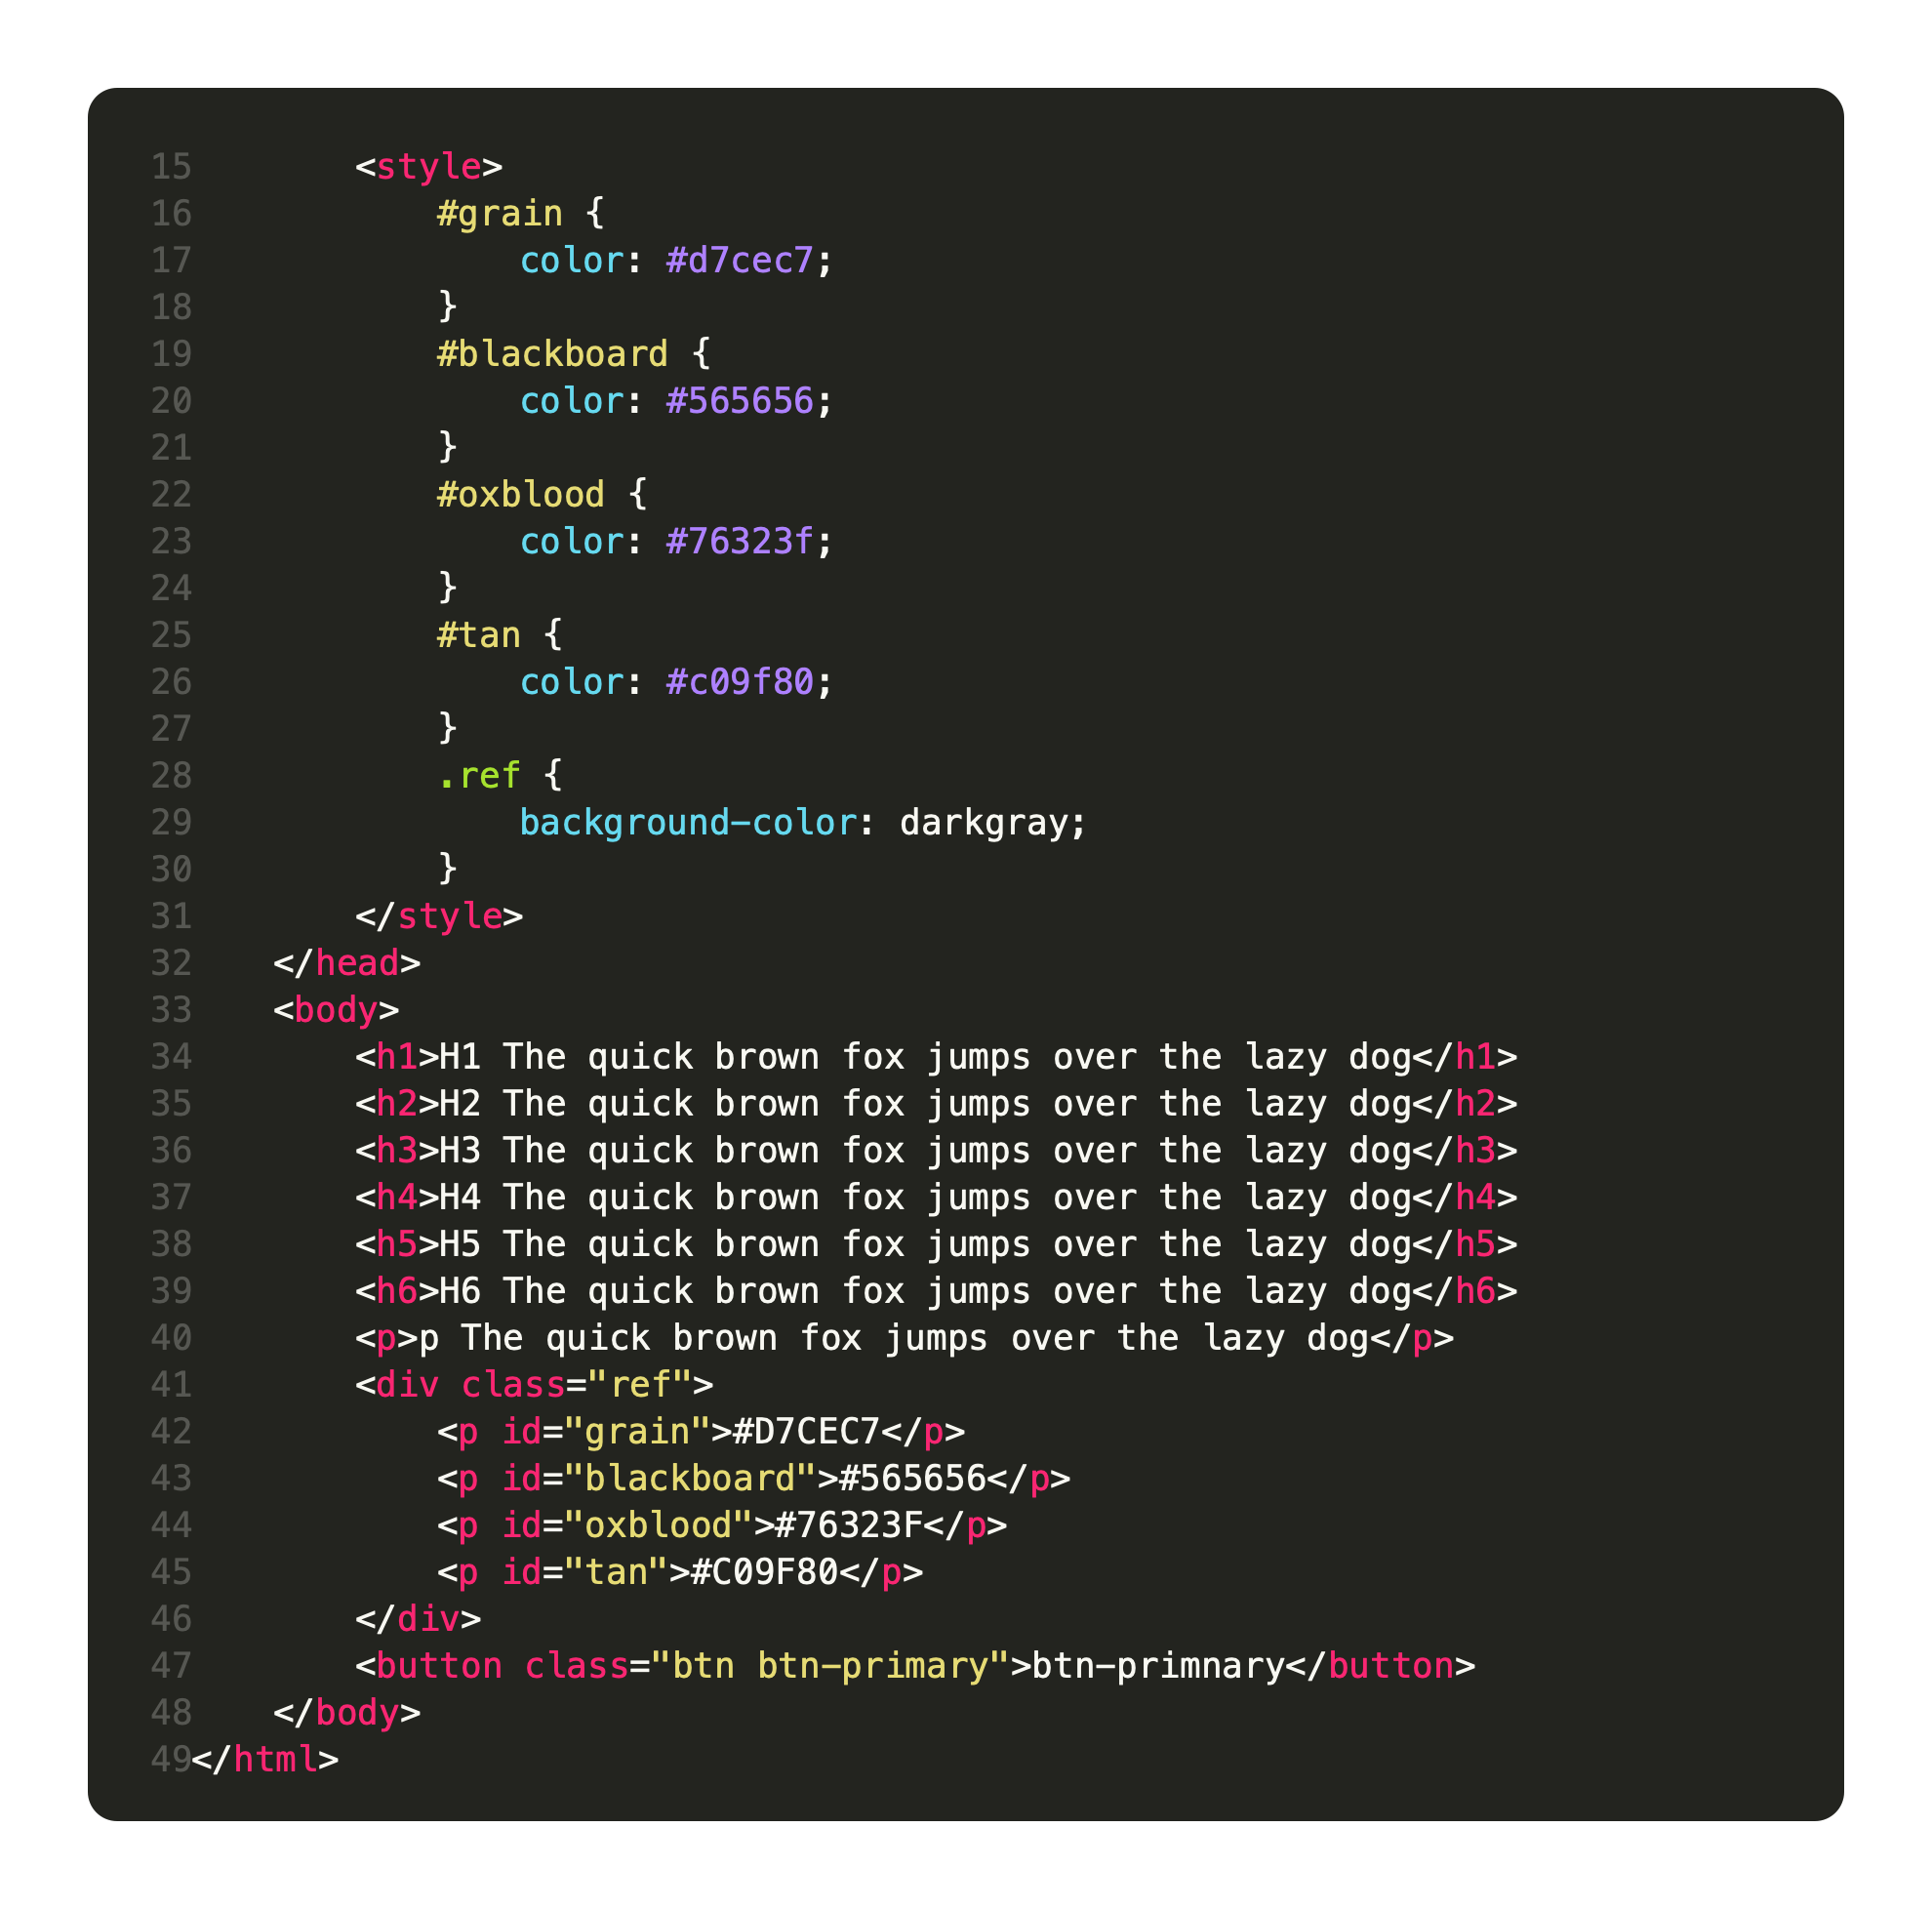 15        <style>
16            #grain {
17                color: #d7cec7;
18            }
19            #blackboard {
20                color: #565656;
21            }
22            #oxblood {
23                color: #76323f;
24            }
25            #tan {
26                color: #c09f80;
27            }
28            .ref {
29                background-color: darkgray;
30            }
31        </style>
32    </head>
33    <body>
34        <h1>H1 The quick brown fox jumps over the lazy dog</h1>
35        <h2>H2 The quick brown fox jumps over the lazy dog</h2>
36        <h3>H3 The quick brown fox jumps over the lazy dog</h3>
37        <h4>H4 The quick brown fox jumps over the lazy dog</h4>
38        <h5>H5 The quick brown fox jumps over the lazy dog</h5>
39        <h6>H6 The quick brown fox jumps over the lazy dog</h6>
40        <p>p The quick brown fox jumps over the lazy dog</p>
41        <div class="ref">
42            <p id="grain">#D7CEC7</p>
43            <p id="blackboard">#565656</p>
44            <p id="oxblood">#76323F</p>
45            <p id="tan">#C09F80</p>
46        </div>
47        <button class="btn btn-primary">btn-primnary</button>
48    </body>
49</html>